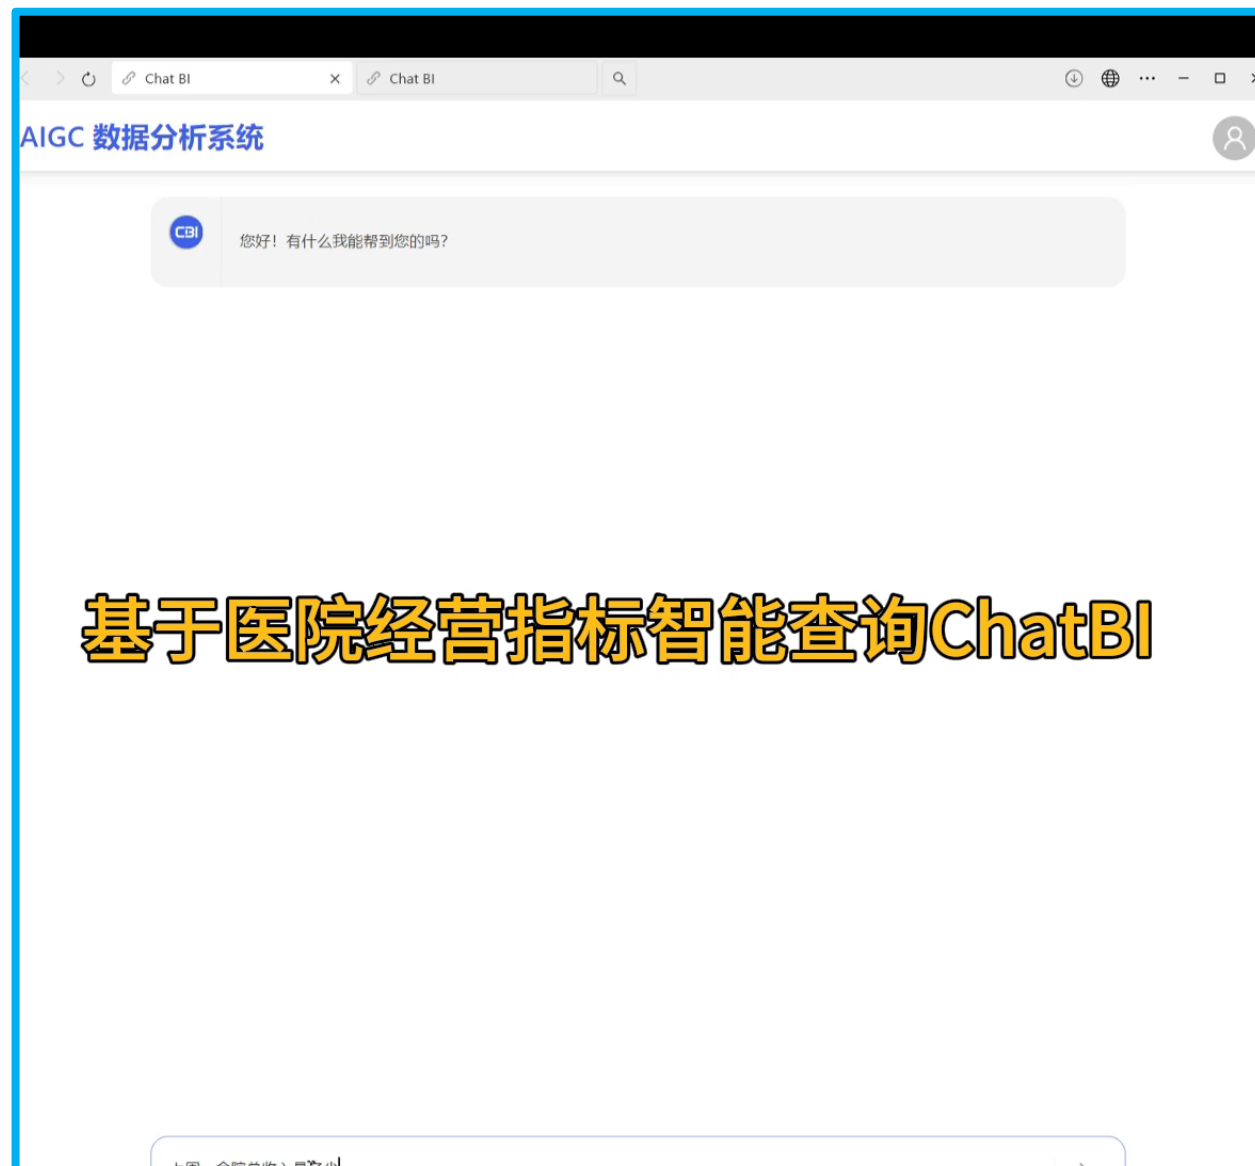 Chat BI
Chat BI
AIGC 数据分析系统
CBI
您好！有什么我能帮到您的吗？
基于医院经营指标智能查询ChatBI